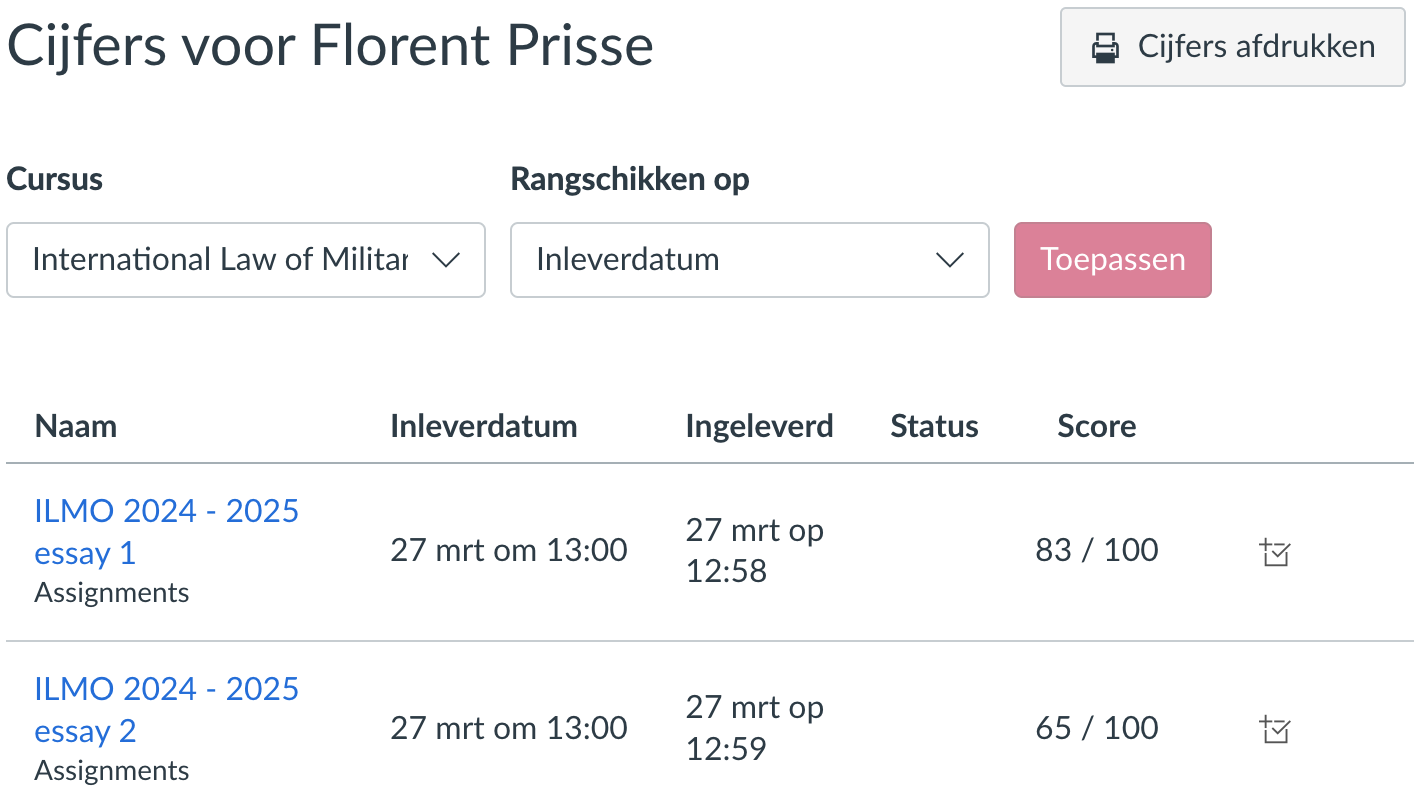 Cijfers voor Florent Prisse
Cijfers afdrukken
Cursus
Rangschikken op
International Law of Militar
Inleverdatum
Toepassen
Naam Inleverdatum Ingeleverd Status Score
ILMO 2024 - 2025
essay 1
Assignments
27 mrt om 13:00
27 mrt op
12:58
83 / 100
ILMO 2024 - 2025
essay 2
Assignments
27 mrt om 13:00
27 mrt op
12:59
65 / 100